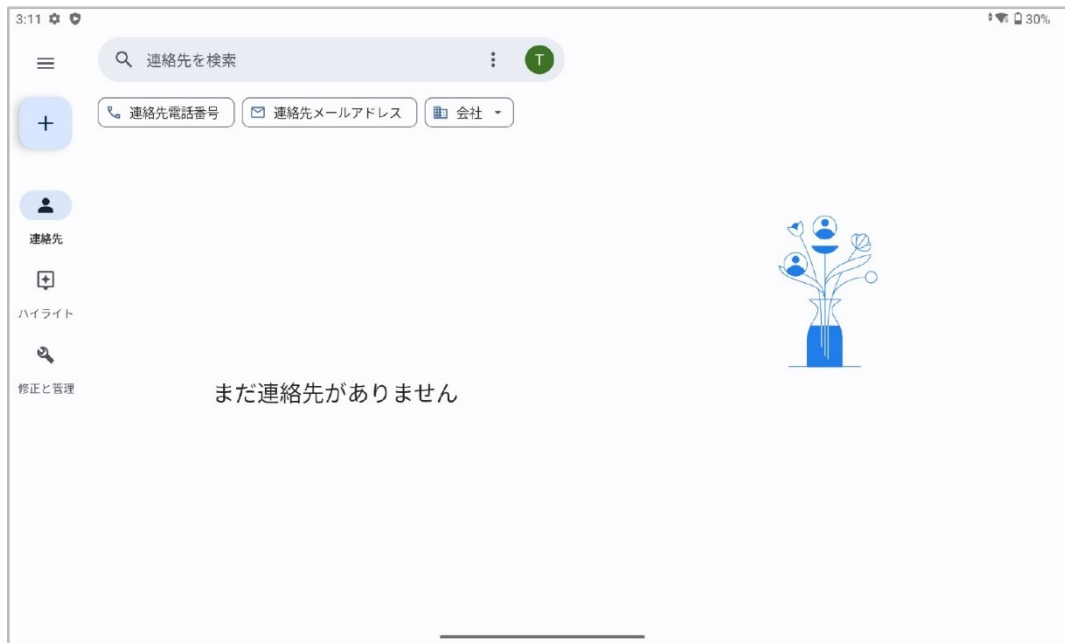 3:11
30%
連絡先を検索
T
連絡先電話番号
連絡先メールアドレス
会社
連絡先
ハイライト
修正と管理
まだ連絡先がありません